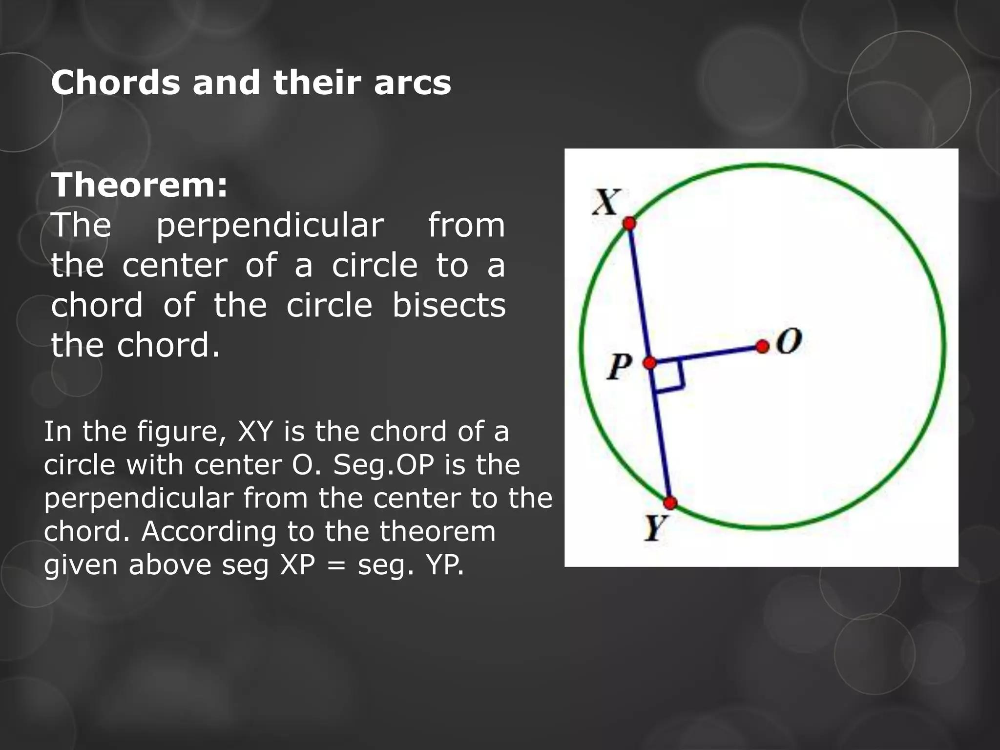 Chords and their arcs
Theorem:
The perpendicular from
the center of a circle to a
chord of the circle bisects
the chord.
In the figure, XY is the chord of a
circle with center O. Seg.OP is the
perpendicular from the center to the
chord. According to the theorem
given above seg XP = seg. YP.
X
O
P
Y